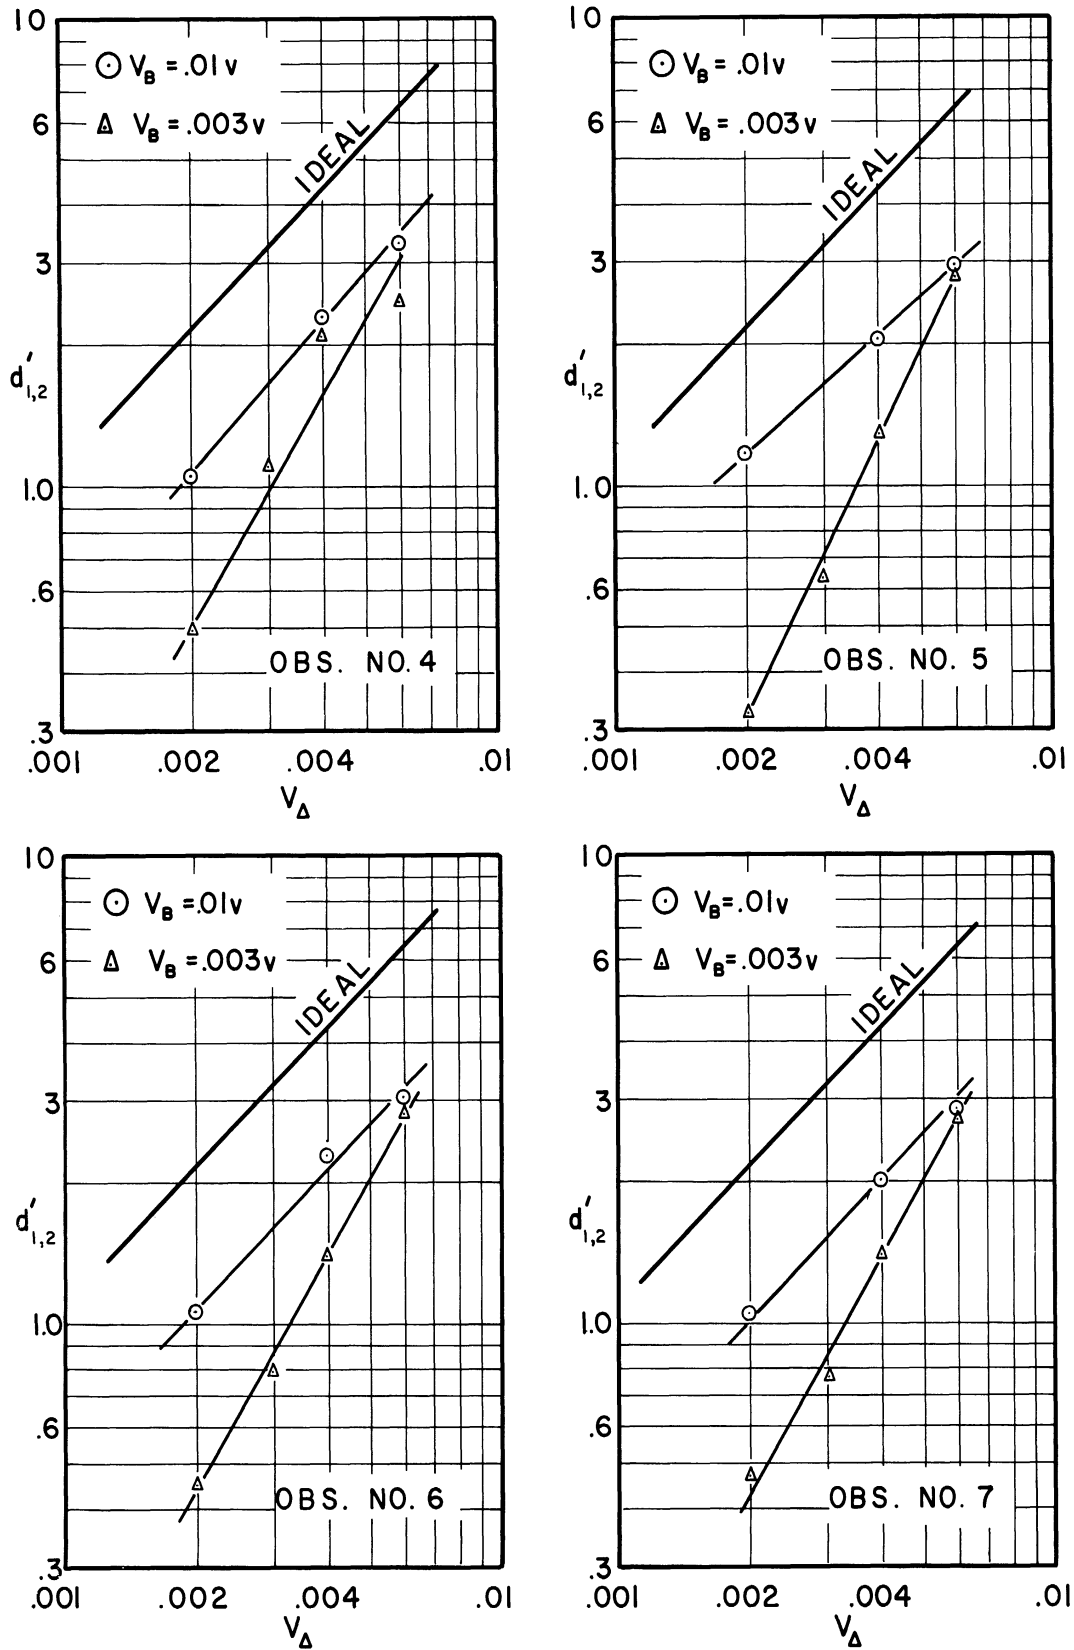 10
⊙ V_B = .01v
6
△ V_B = .003v
IDEAL
3
d′1,2
1.0
.6
OBS. NO. 4
.3
.001 .002 .004 .01
VΔ
10
⊙ V_B = .01v
6
△ V_B = .003v
IDEAL
3
d′1,2
1.0
.6
OBS. NO. 5
.3
.001 .002 .004 .01
VΔ
10
⊙ V_B = .01v
6
△ V_B = .003v
IDEAL
3
d′1,2
1.0
.6
OBS. NO. 6
.3
.001 .002 .004 .01
VΔ
10
⊙ V_B = .01v
6
△ V_B = .003v
IDEAL
3
d′1,2
1.0
.6
OBS. NO. 7
.3
.001 .002 .004 .01
VΔ